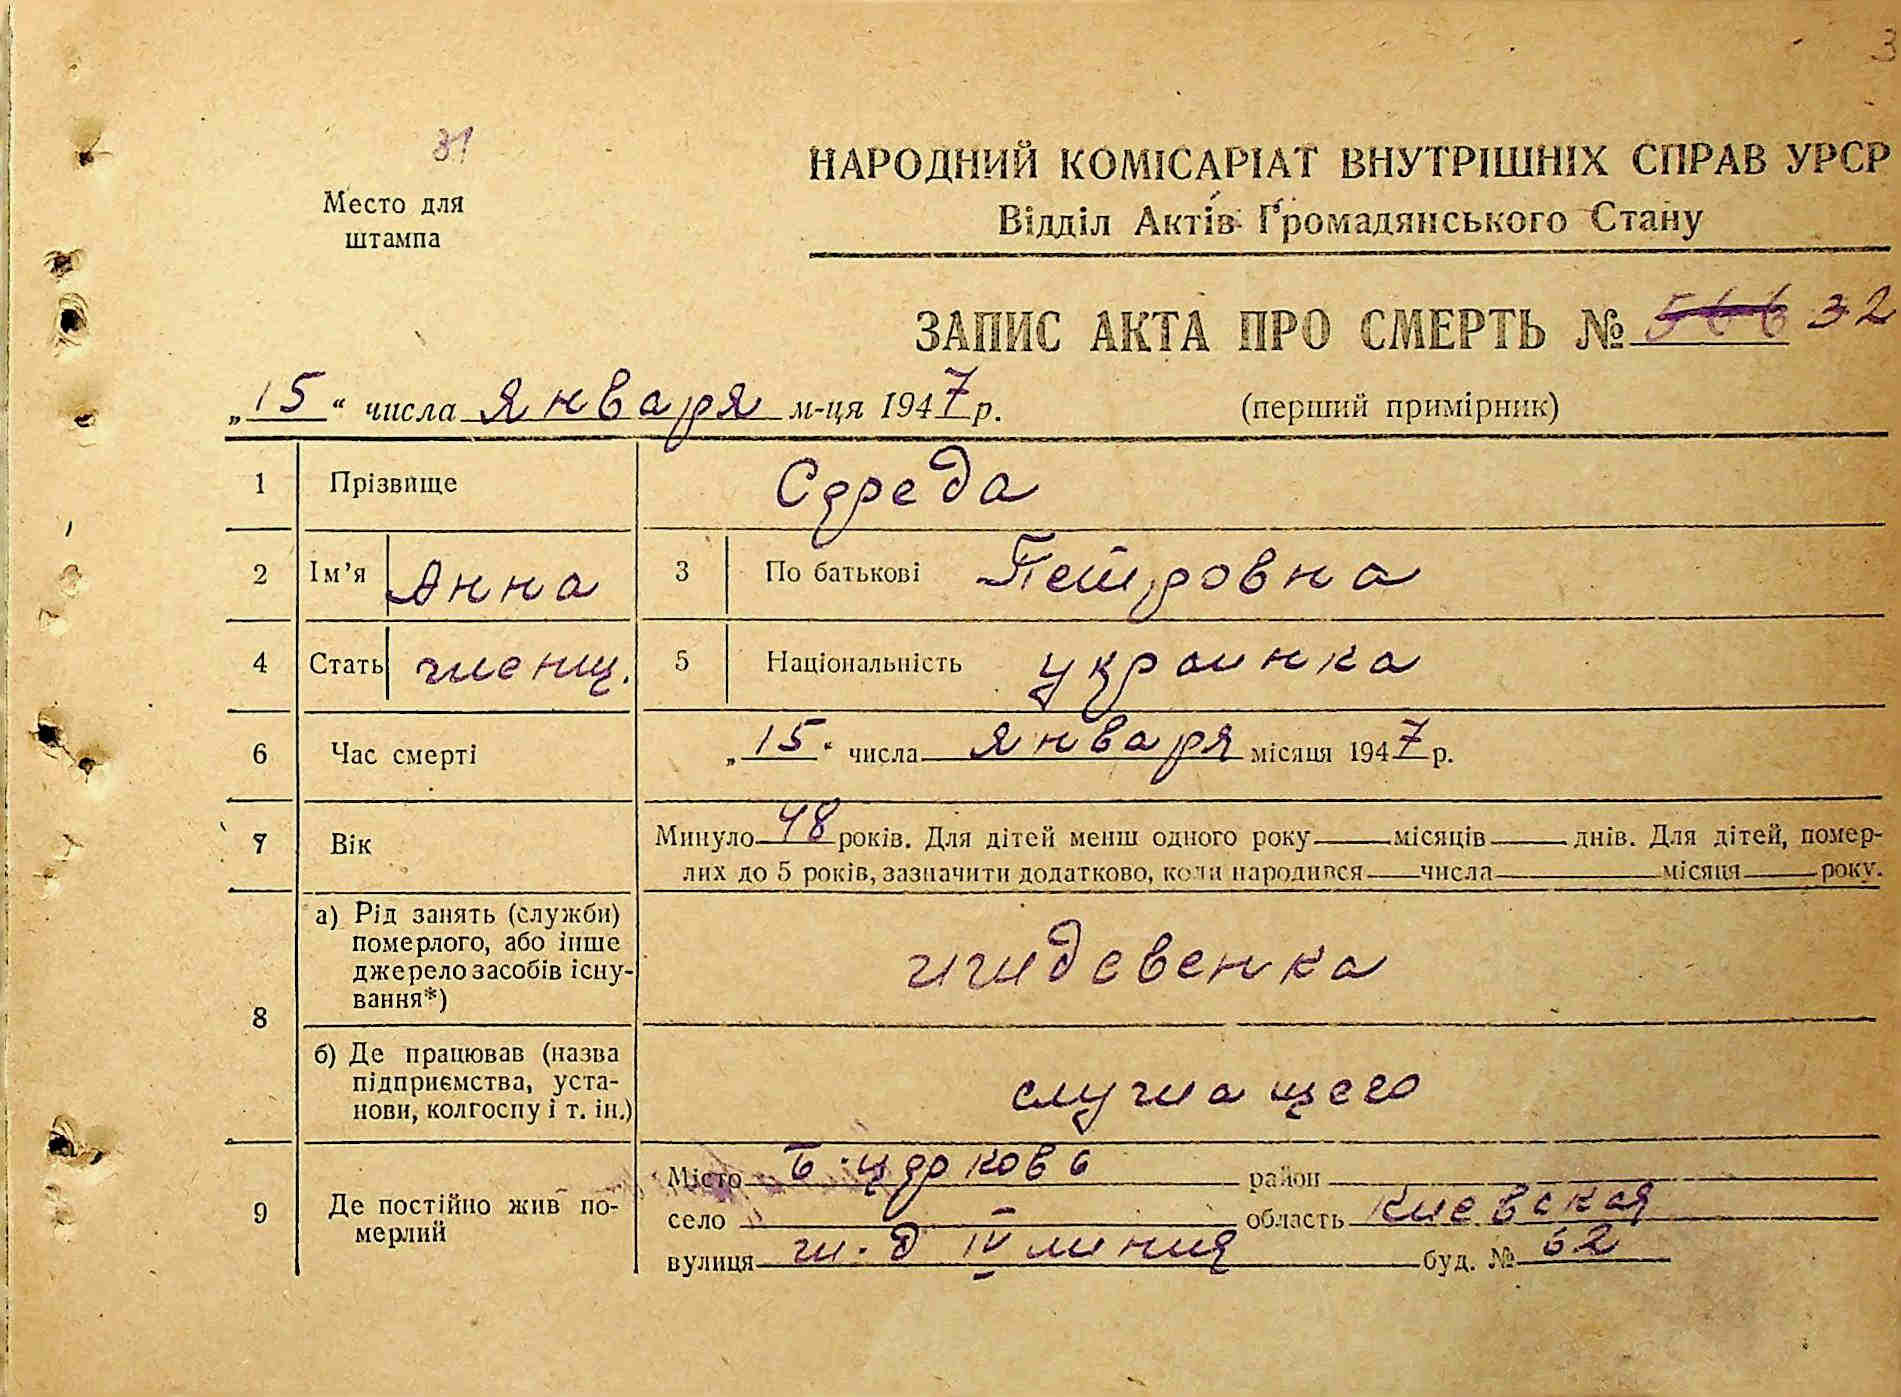 3
31
Место для
штампа
НАРОДНИЙ КОМІСАРІАТ ВНУТРІШНІХ СПРАВ УРСР
Відділ Актів Громадянського Стану
ЗАПИС АКТА ПРО СМЕРТЬ № 566 32
„15“ числа января м-ця 1947 р. (перший примірник)
1 Прізвище Середа
2 Ім’я Анна 3 По батькові Петровна
4 Стать женщ. 5 Національність украинка
6 Час смерті „15“ числа января місяця 1947 р.
7 Вік Минуло 48 років. Для дітей менш одного року місяців днів. Для дітей, помер-
лих до 5 років, зазначити додатково, коли народився числа місяця року.
8 а) Рід занять (служби)
померлого, або інше
джерело засобів існу-
вання*) иждевенка
б) Де працював (назва
підприємства, уста-
нови, колгоспу і т. ін.) служащего
9 Де постійно жив по-
мерлий
Місто Б. Церковь район
село область Киевская
вулиця ж.д IV линия буд. № 62